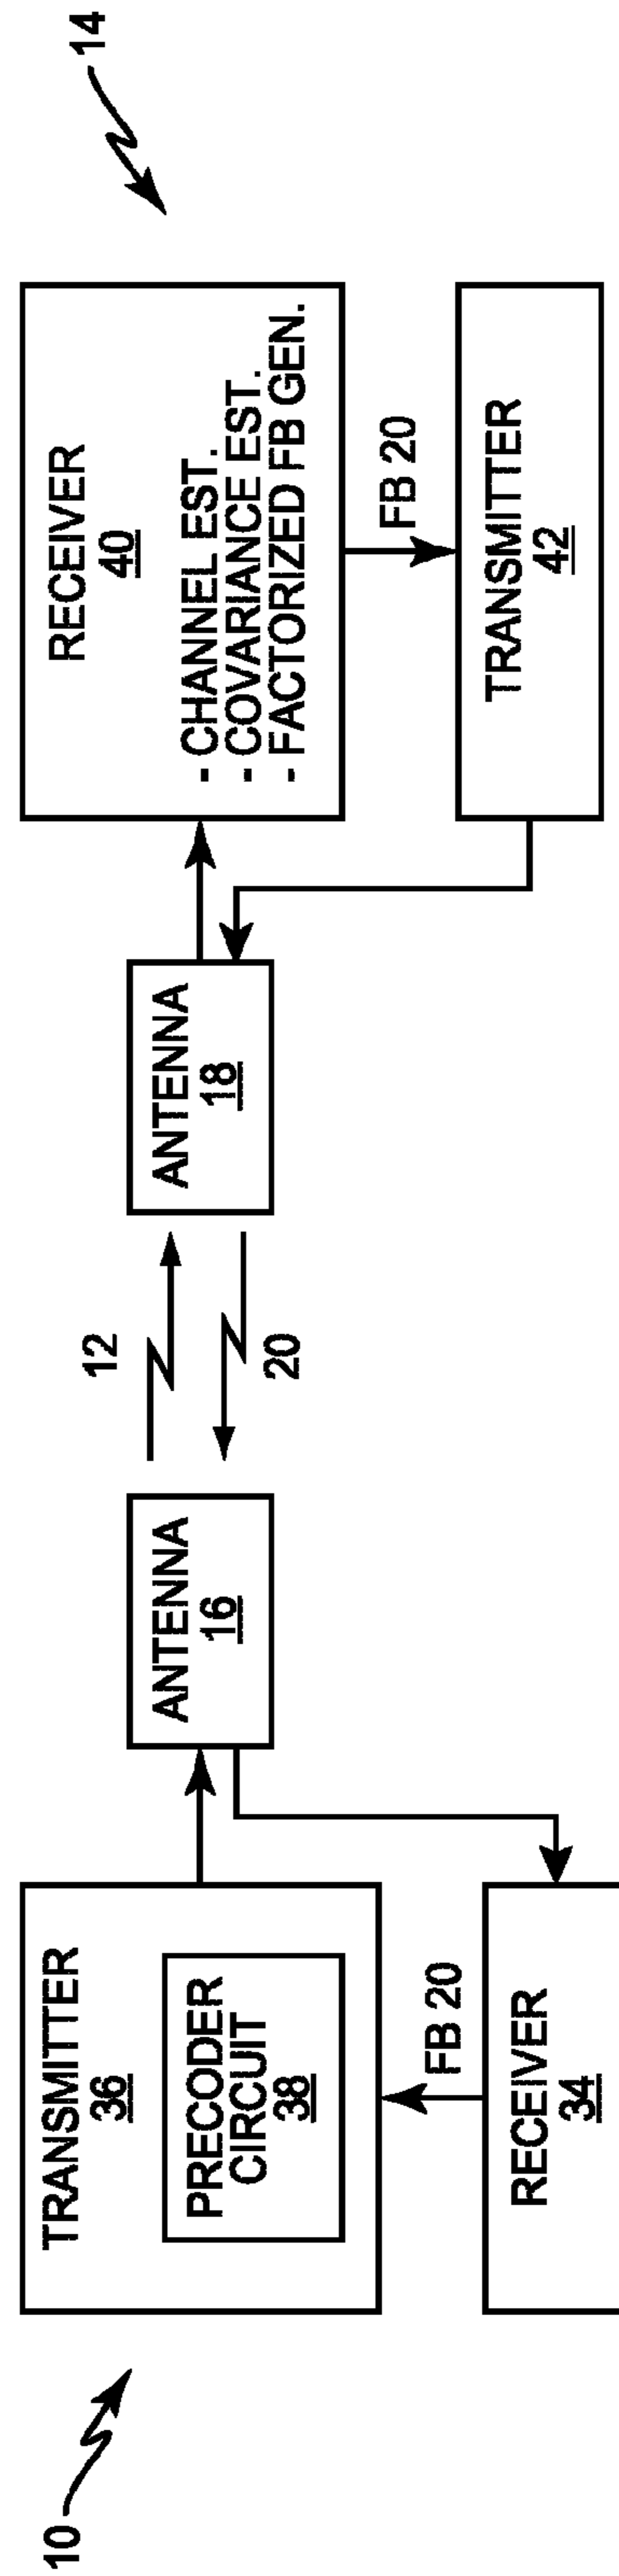 10
TRANSMITTER
36
PRECODER
CIRCUIT
38
FB 20
RECEIVER
34
ANTENNA
16
12
20
ANTENNA
18
RECEIVER
40
- CHANNEL EST.
- COVARIANCE EST.
- FACTORIZED FB GEN.
FB 20
TRANSMITTER
42
14